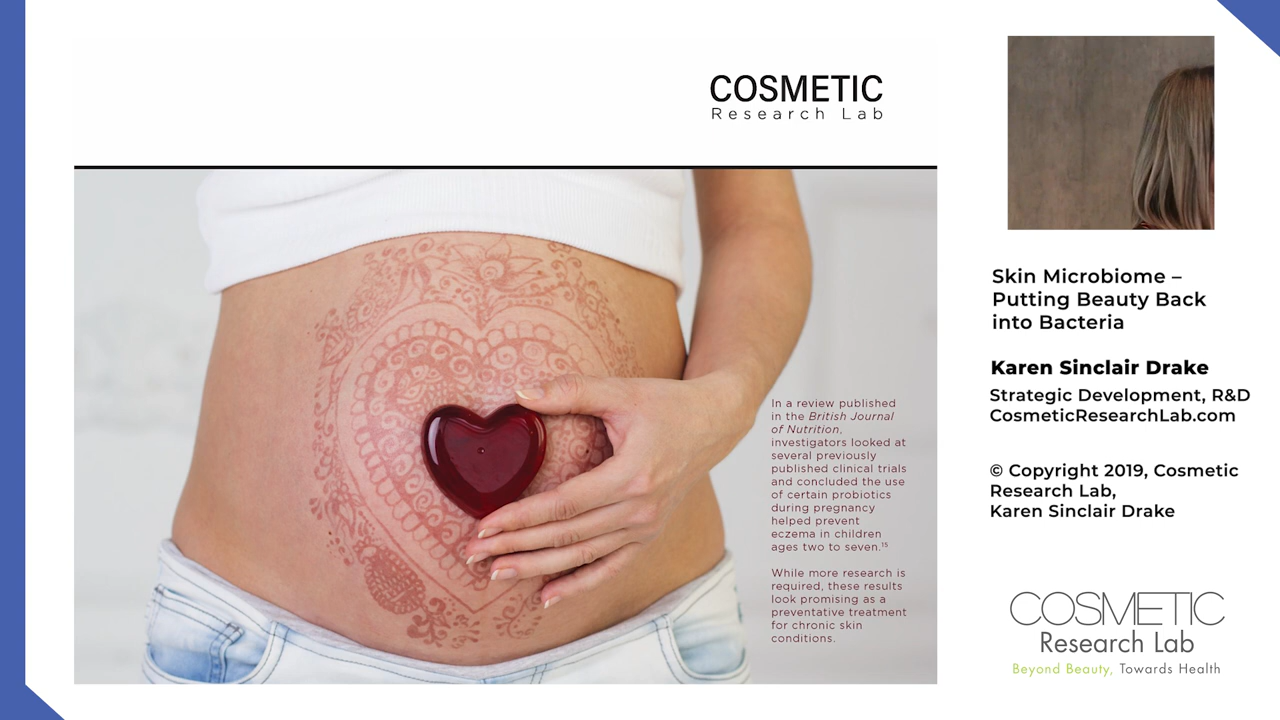 COSMETIC
Research Lab
In a review published
in the British Journal
of Nutrition,
investigators looked at
several previously
published clinical trials
and concluded the use
of certain probiotics
during pregnancy
helped prevent
eczema in children
ages two to seven.¹⁵
While more research is
required, these results
look promising as a
preventative treatment
for chronic skin
conditions.
Skin Microbiome –
Putting Beauty Back
into Bacteria
Karen Sinclair Drake
Strategic Development, R&D
CosmeticResearchLab.com
© Copyright 2019, Cosmetic
Research Lab,
Karen Sinclair Drake
COSMETIC
Research Lab
Beyond Beauty, Towards Health